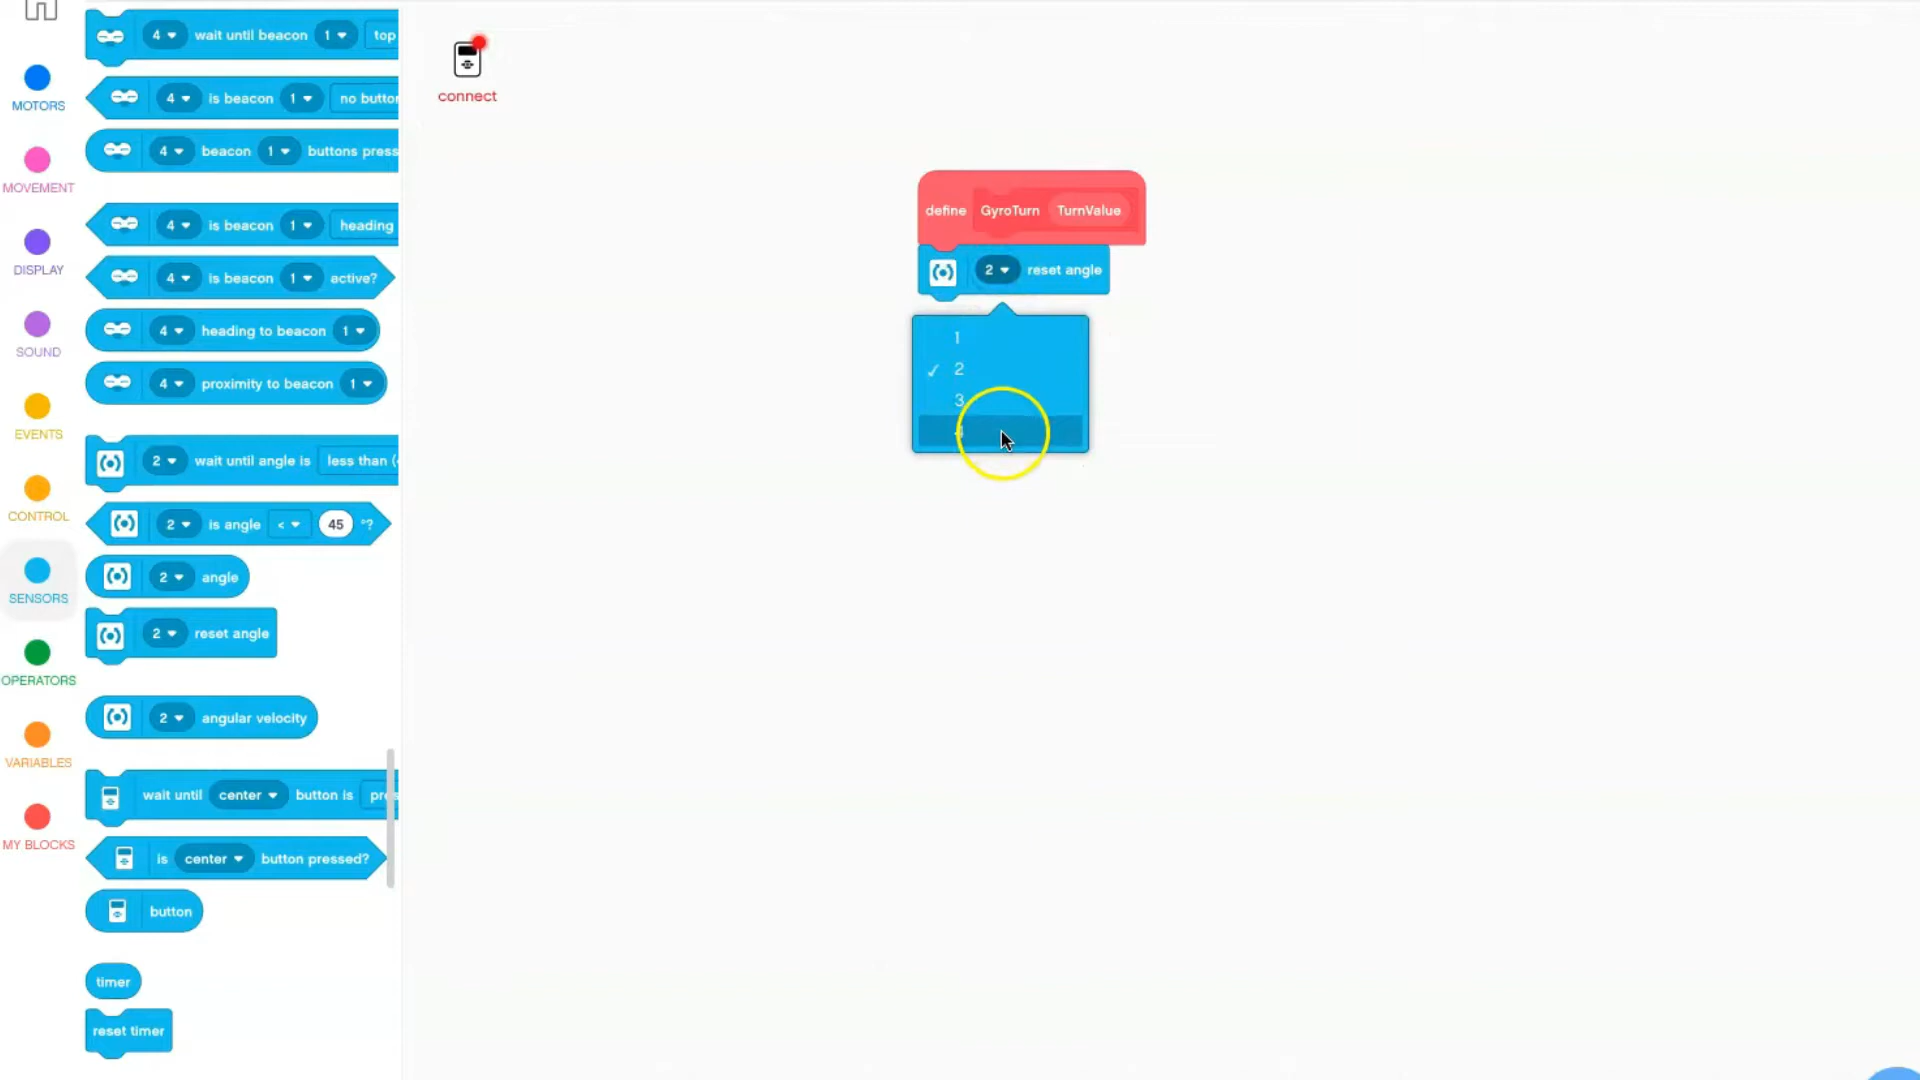 4 wait until beacon 1 top
4 is beacon 1 no button
4 beacon 1 buttons press
4 is beacon 1 heading
4 is beacon 1 active?
4 heading to beacon 1
4 proximity to beacon 1
2 wait until angle is less than (
2 is angle < 45 °?
2 angle
2 reset angle
2 angular velocity
wait until center button is pres
is center button pressed?
button
timer
reset timer
MOTORS
MOVEMENT
DISPLAY
SOUND
EVENTS
CONTROL
SENSORS
OPERATORS
VARIABLES
MY BLOCKS
connect
define GyroTurn TurnValue
2 reset angle
1
✓ 2
3
4